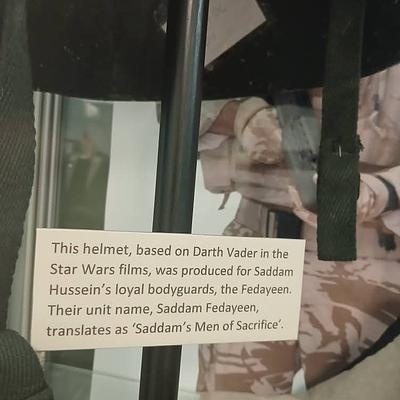 This helmet, based on Darth Vader in the
Star Wars films, was produced for Saddam
Hussein's loyal bodyguards, the Fedayeen.
Their unit name, Saddam Fedayeen,
translates as 'Saddam's Men of Sacrifice'.